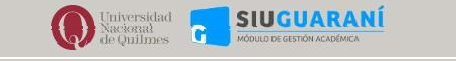 Universidad
Nacional
de Quilmes
SIUGUARANÍ
MÓDULO DE GESTIÓN ACADÉMICA